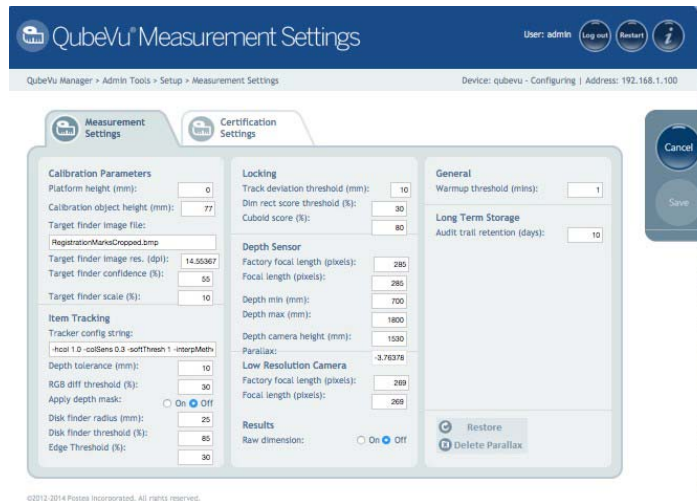 QubeVu® Measurement Settings
User: admin
Log out
Restart
i
QubeVu Manager > Admin Tools > Setup > Measurement Settings
Device: qubevu - Configuring | Address: 192.168.1.100
Measurement Settings
Certification Settings
Cancel
Save
Calibration Parameters
Platform height (mm): 0
Calibration object height (mm): 77
Target finder image file:
RegistrationMarksCropped.bmp
Target finder image res. (dpi): 14.55367
Target finder confidence (%): 55
Target finder scale (%): 10
Item Tracking
Tracker config string:
-hcol 1.0 -colSens 0.3 -softThresh 1 -interpMeth
Depth tolerance (mm): 10
RGB diff threshold (%): 30
Apply depth mask: On Off
Disk finder radius (mm): 25
Disk finder threshold (%): 85
Edge Threshold (%): 30
Locking
Track deviation threshold (mm): 10
Dim rect score threshold (%): 30
Cuboid score (%): 80
Depth Sensor
Factory focal length (pixels): 285
Focal length (pixels): 285
Depth min (mm): 700
Depth max (mm): 1800
Depth camera height (mm): 1530
Parallax: -3.76378
Low Resolution Camera
Factory focal length (pixels): 269
Focal length (pixels): 269
Results
Raw dimension: On Off
General
Warmup threshold (mins): 1
Long Term Storage
Audit trail retention (days): 10
Restore
Delete Parallax
©2012-2014 Postea Incorporated. All rights reserved.